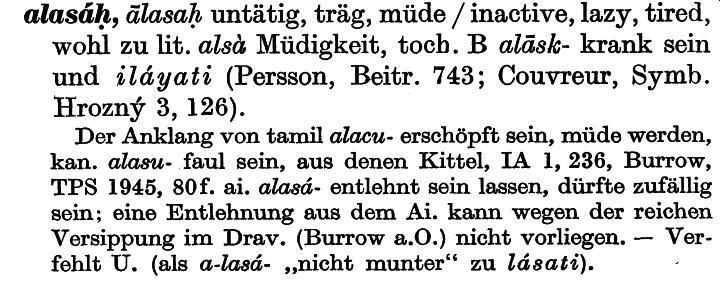 alasáḥ, ālasaḥ untätig, träg, müde / inactive, lazy, tired,
wohl zu lit. alsà Müdigkeit, toch. B alāsk- krank sein
und iláyati (Persson, Beitr. 743; Couvreur, Symb.
Hrozný 3, 126).
Der Anklang von tamil alacu- erschöpft sein, müde werden,
kan. alasu- faul sein, aus denen Kittel, IA 1, 236, Burrow,
TPS 1945, 80f. ai. alasá- entlehnt sein lassen, dürfte zufällig
sein; eine Entlehnung aus dem Ai. kann wegen der reichen
Versippung im Drav. (Burrow a.O.) nicht vorliegen. — Ver-
fehlt U. (als a-lasá- „nicht munter“ zu lásati).